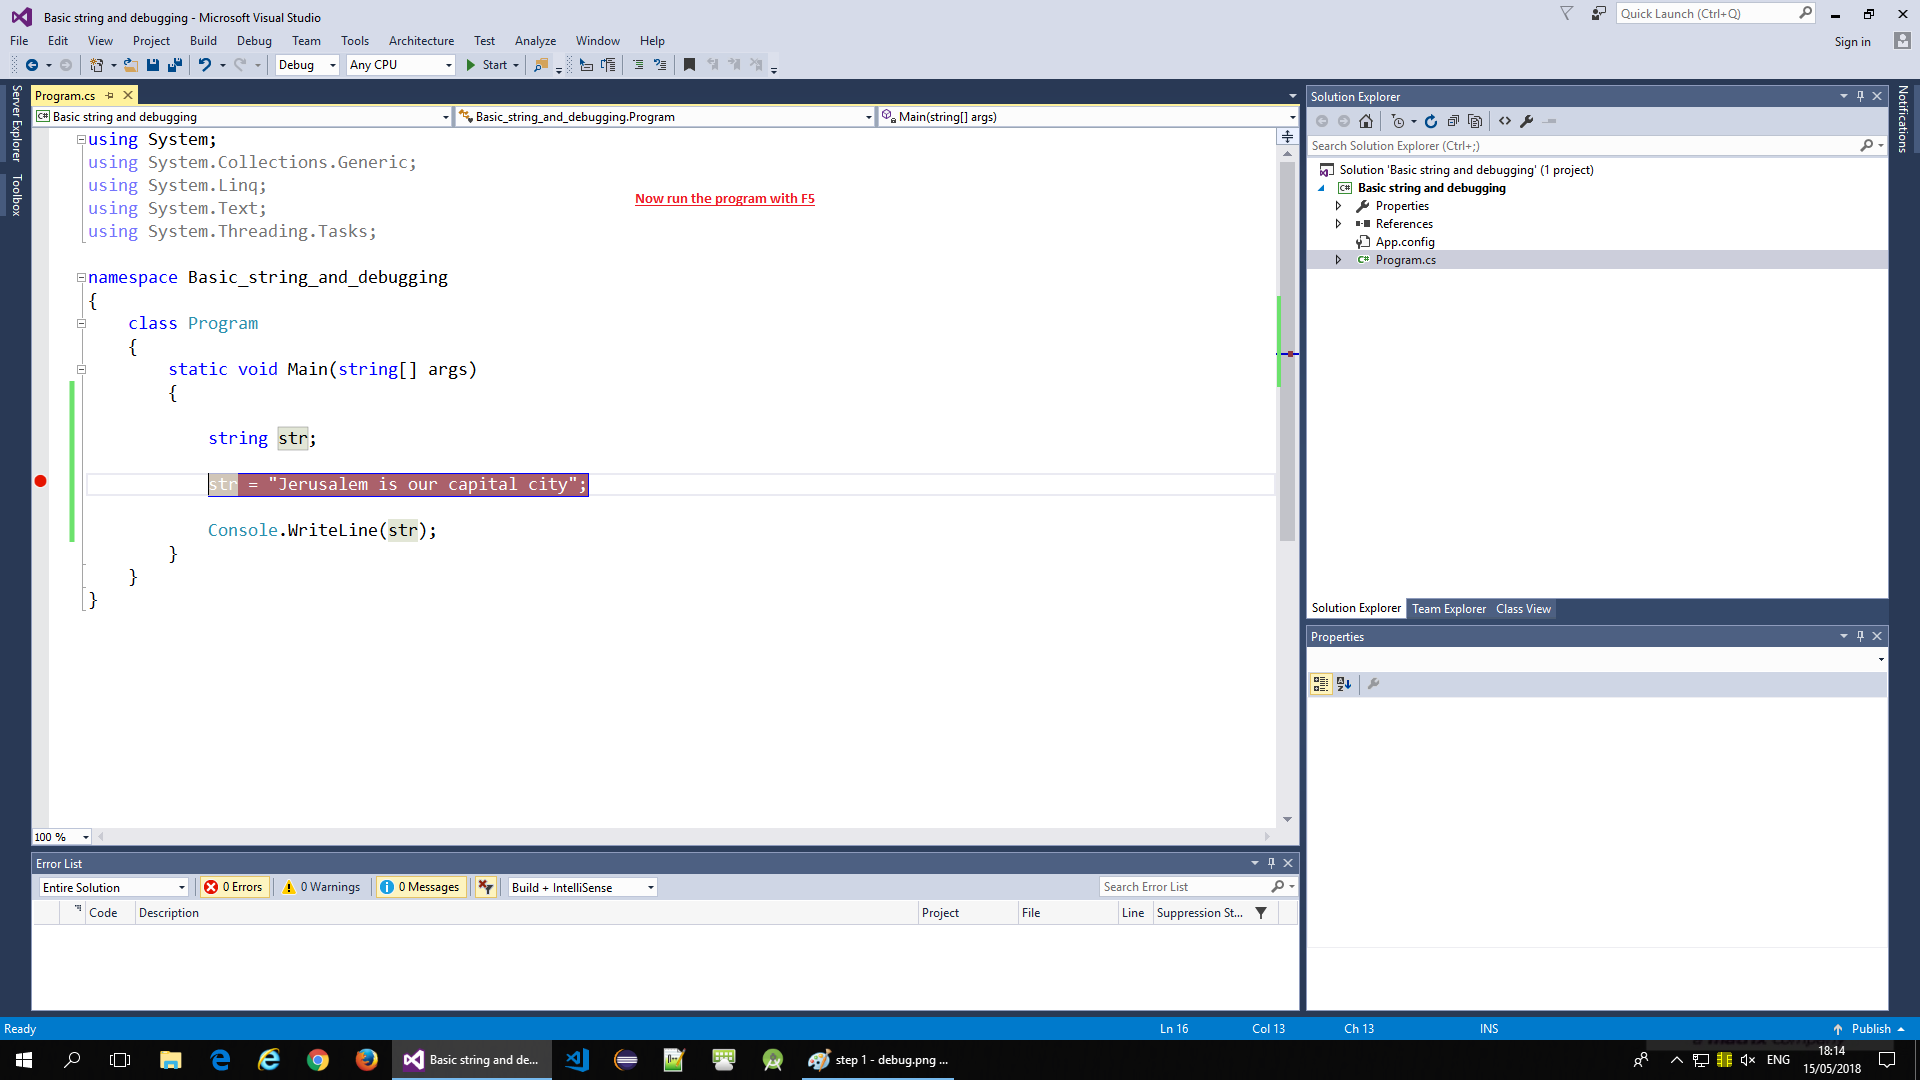 Basic string and debugging - Microsoft Visual Studio
Quick Launch (Ctrl+Q)
File Edit View Project Build Debug Team Tools Architecture Test Analyze Window Help
Sign in
Debug Any CPU Start
Server Explorer
Toolbox
Notifications
Program.cs
Basic string and debugging
Basic_string_and_debugging.Program
Main(string[] args)
using System;
using System.Collections.Generic;
using System.Linq;
using System.Text;
using System.Threading.Tasks;
Now run the program with F5
namespace Basic_string_and_debugging
{
class Program
{
static void Main(string[] args)
{
string str;
str = "Jerusalem is our capital city";
Console.WriteLine(str);
}
}
}
100 %
Solution Explorer
Search Solution Explorer (Ctrl+;)
Solution 'Basic string and debugging' (1 project)
C# Basic string and debugging
Properties
References
App.config
C# Program.cs
Solution Explorer Team Explorer Class View
Properties
Error List
Entire Solution 0 Errors 0 Warnings 0 Messages Build + IntelliSense Search Error List
Code Description Project File Line Suppression St...
Ready Ln 16 Col 13 Ch 13 INS Publish
Basic string and de...
step 1 - debug.png ...
ENG
18:14
15/05/2018